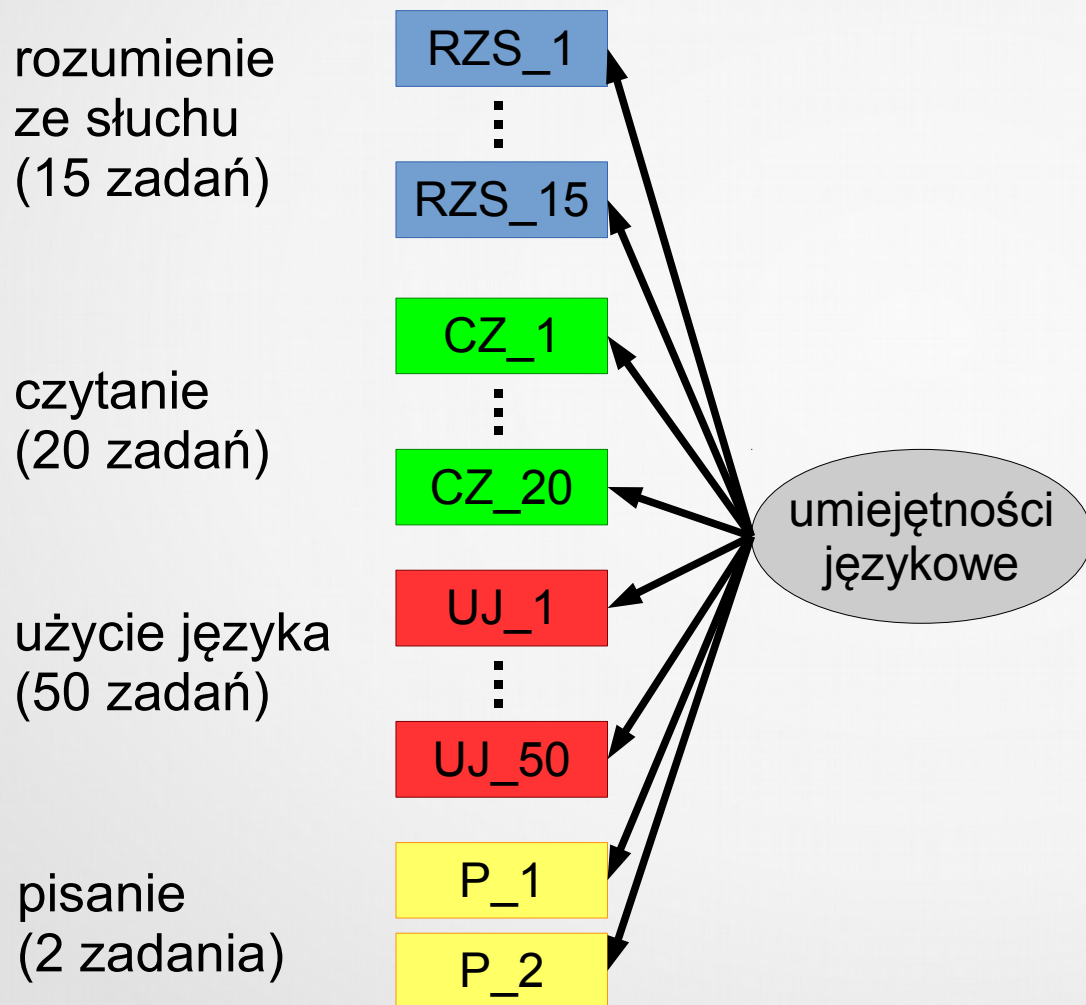 rozumienie
ze słuchu
(15 zadań)
RZS_1
RZS_15
czytanie
(20 zadań)
CZ_1
CZ_20
użycie języka
(50 zadań)
UJ_1
UJ_50
pisanie
(2 zadania)
P_1
P_2
umiejętności
językowe